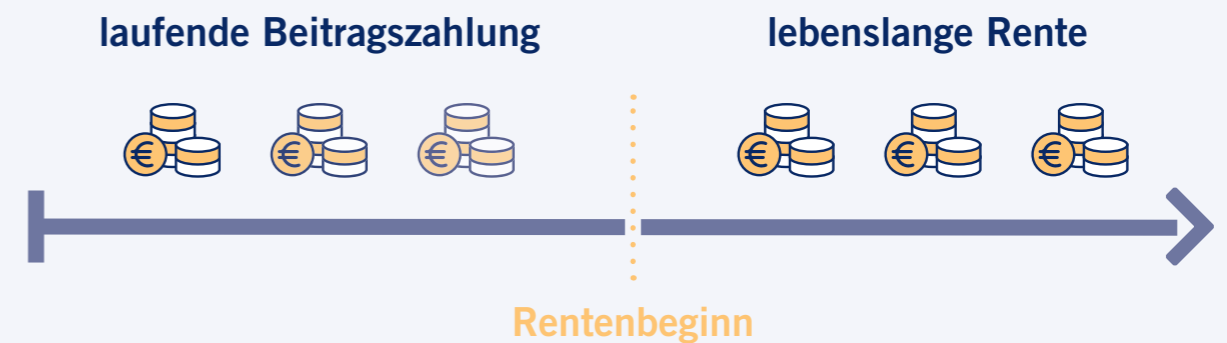 laufende Beitragszahlung
lebenslange Rente
€
€
€
€
€
€
Rentenbeginn